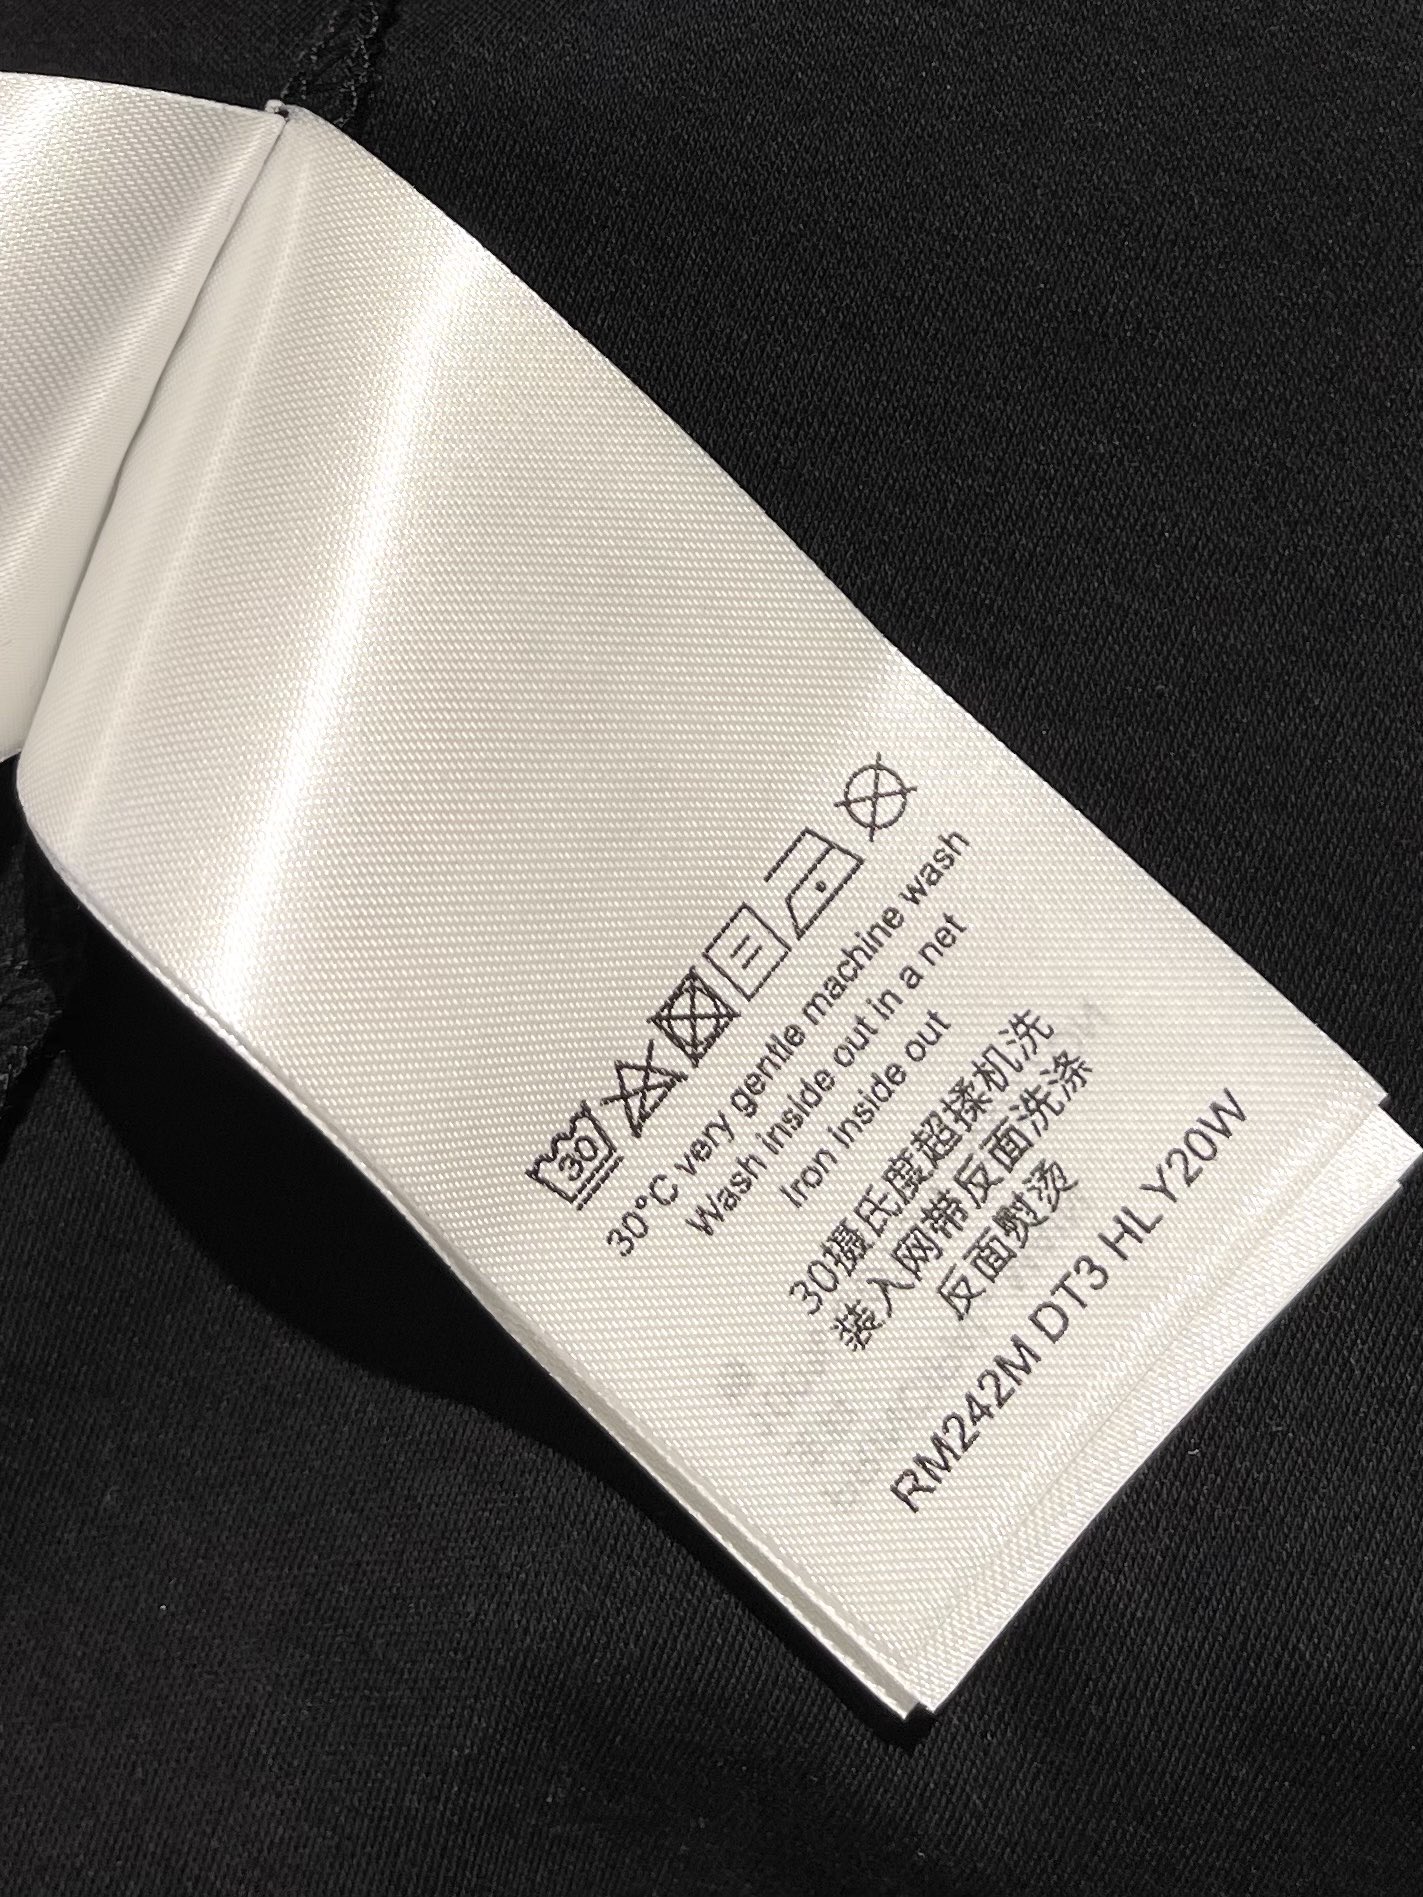 30
30°C very gentle machine wash
Wash inside out in a net
Iron inside out
30摄氏度超揉机洗
装入网带反面洗涤
反面熨烫
RM242M DT3 HLY20W